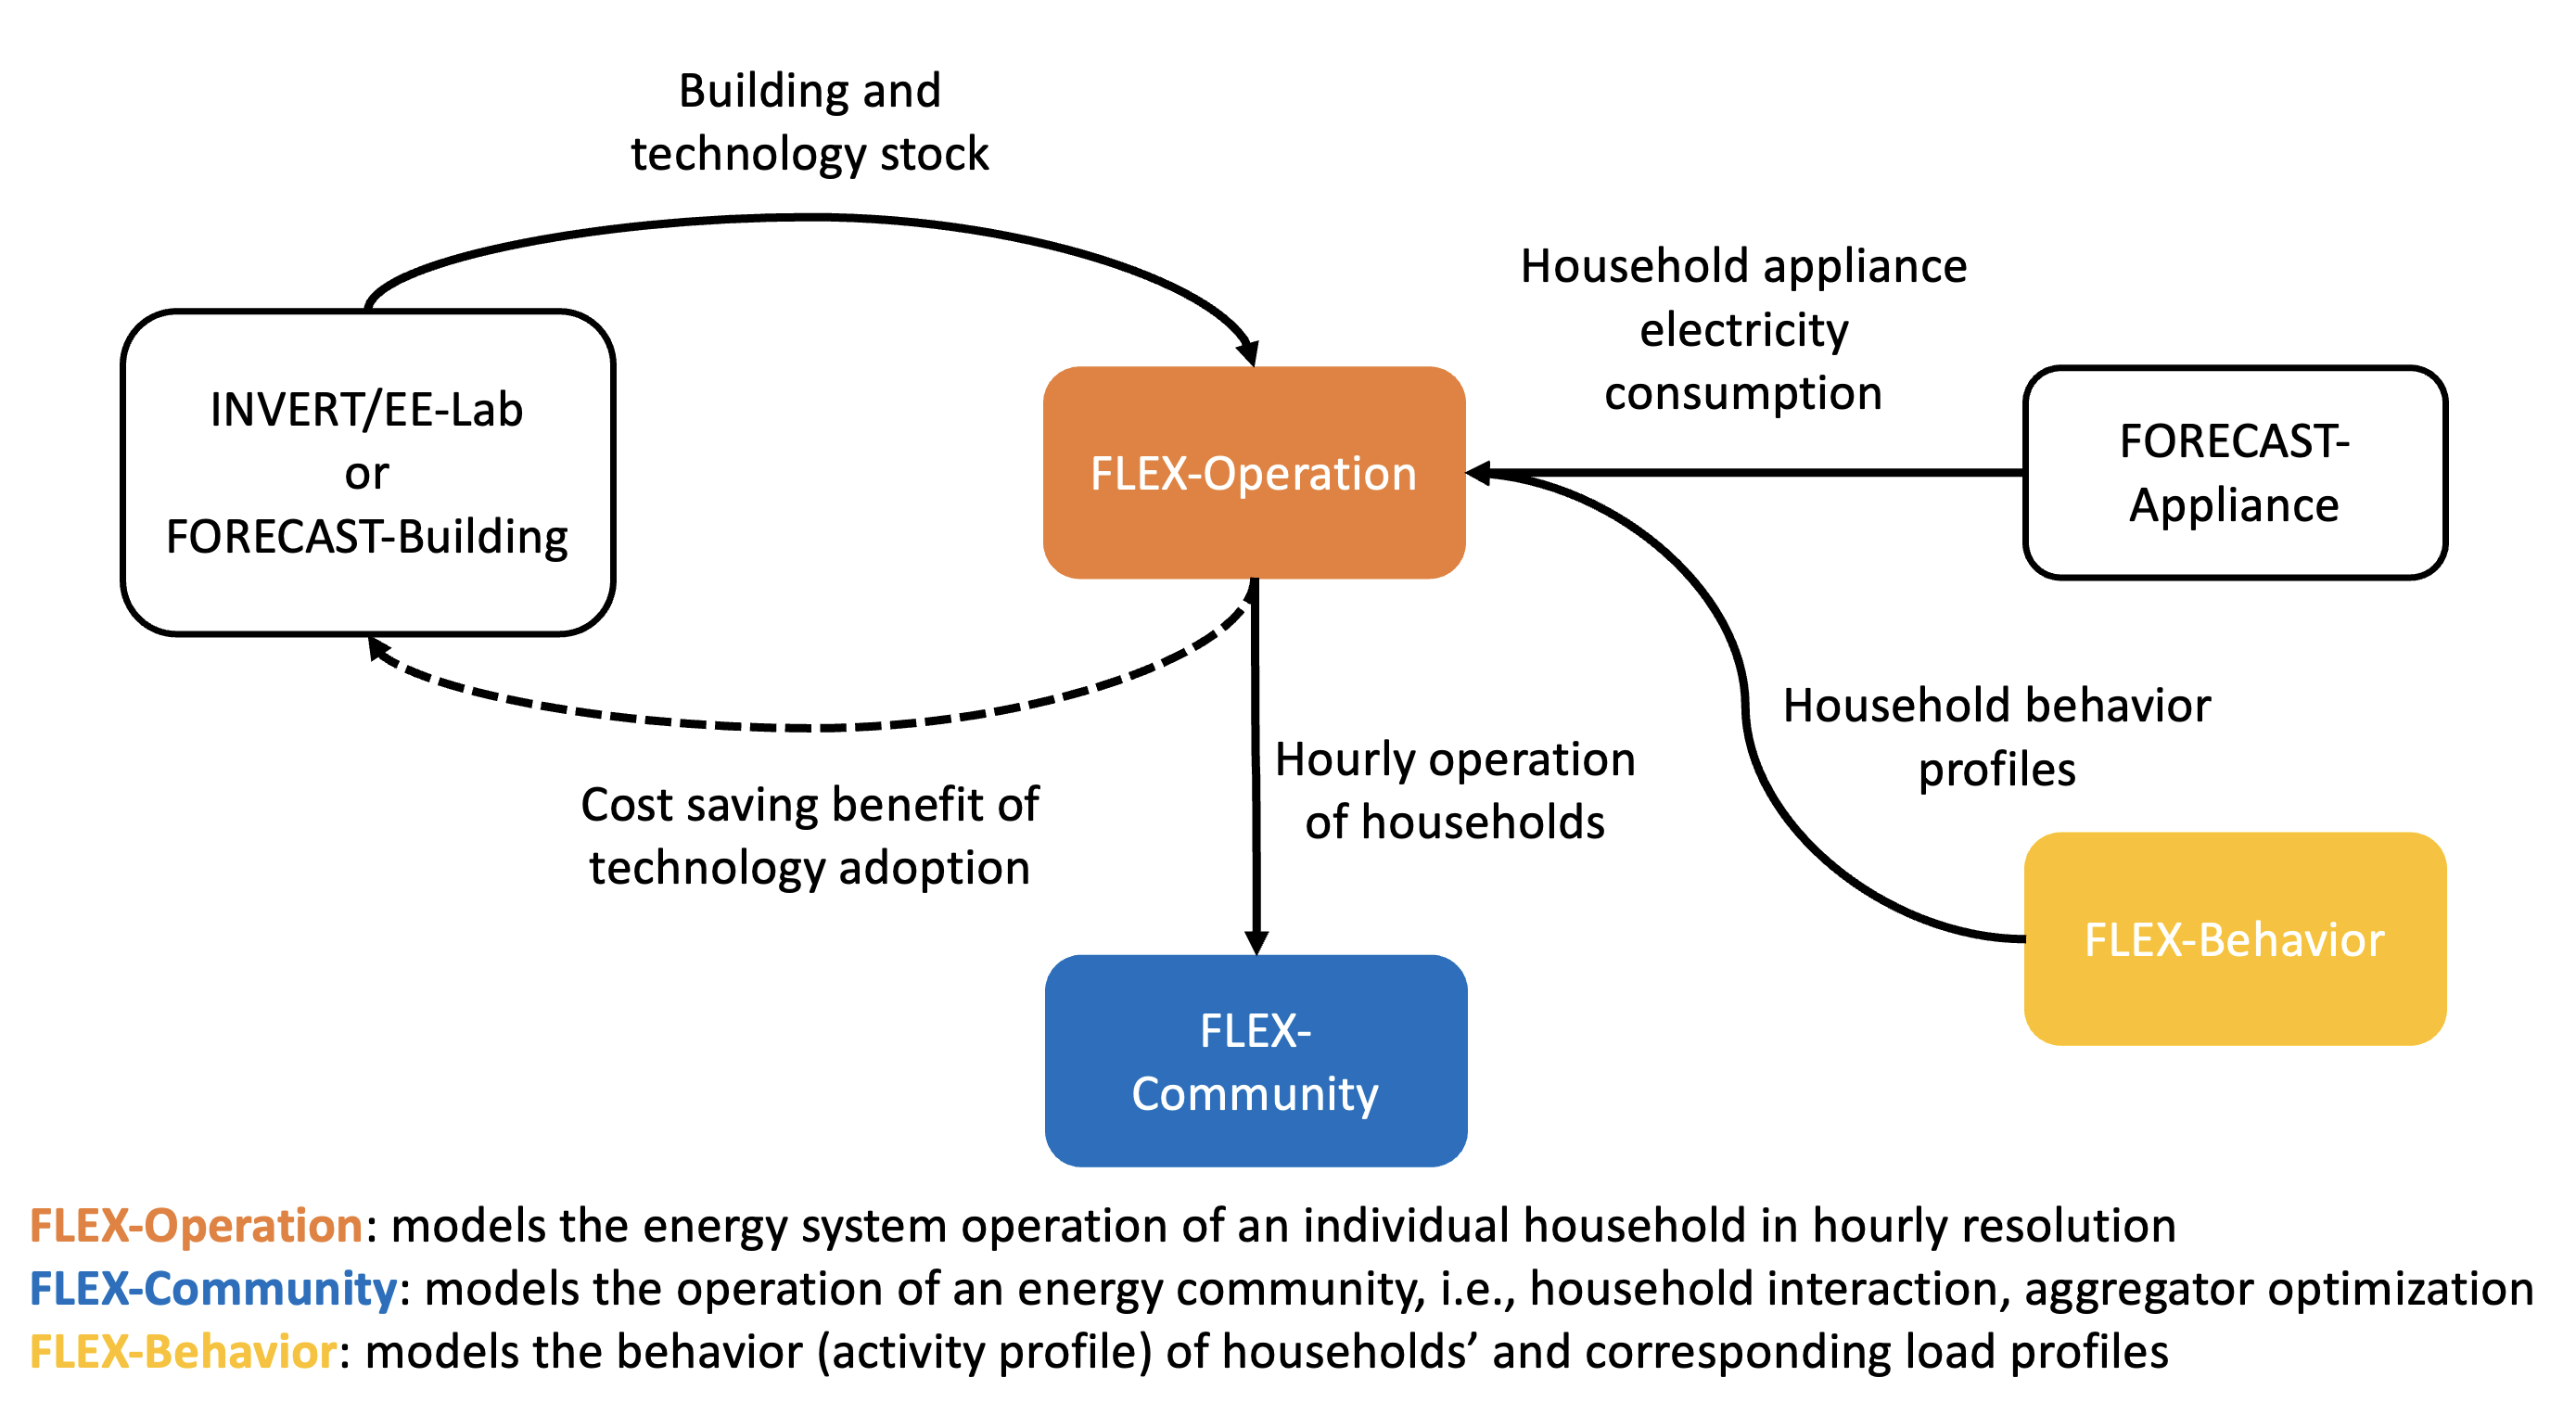 Building and
technology stock
Household appliance
electricity
consumption
INVERT/EE-Lab
or
FORECAST-Building
FLEX-Operation
FORECAST-
Appliance
Household behavior
profiles
Hourly operation
of households
Cost saving benefit of
technology adoption
FLEX-Behavior
FLEX-
Community
FLEX-Operation: models the energy system operation of an individual household in hourly resolution
FLEX-Community: models the operation of an energy community, i.e., household interaction, aggregator optimization
FLEX-Behavior: models the behavior (activity profile) of households’ and corresponding load profiles